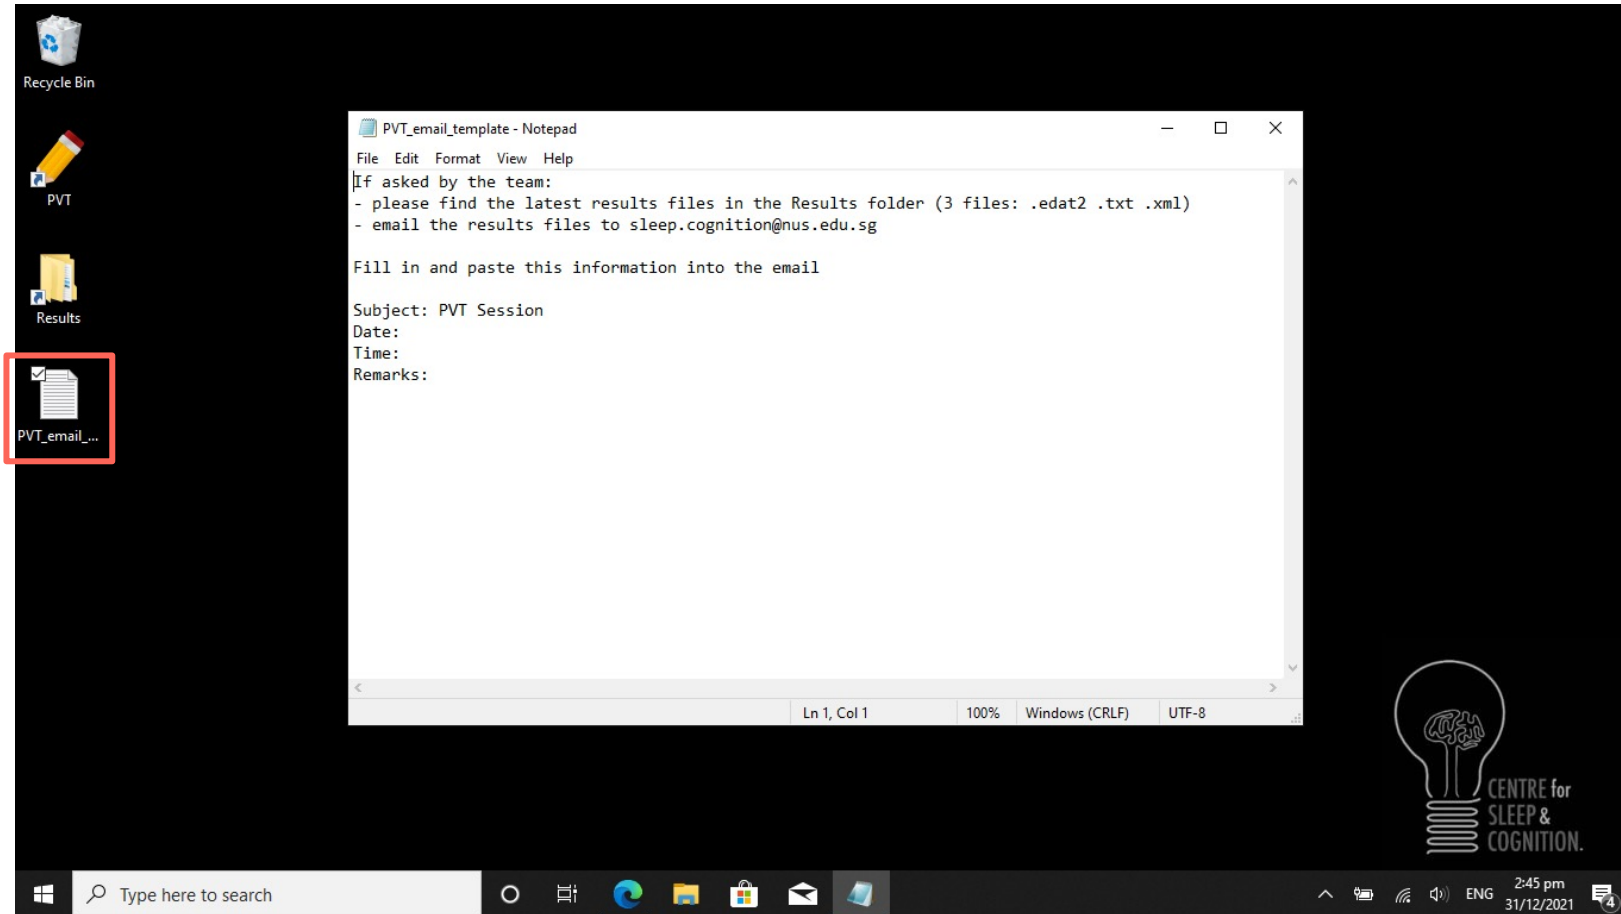 Recycle Bin
PVT
Results
PVT_email_...
PVT_email_template - Notepad
File Edit Format View Help
If asked by the team:
- please find the latest results files in the Results folder (3 files: .edat2 .txt .xml)
- email the results files to sleep.cognition@nus.edu.sg
Fill in and paste this information into the email
Subject: PVT Session
Date:
Time:
Remarks:
Ln 1, Col 1
100%
Windows (CRLF)
UTF-8
CENTRE for
SLEEP &
COGNITION.
Type here to search
ENG
2:45 pm
31/12/2021
4